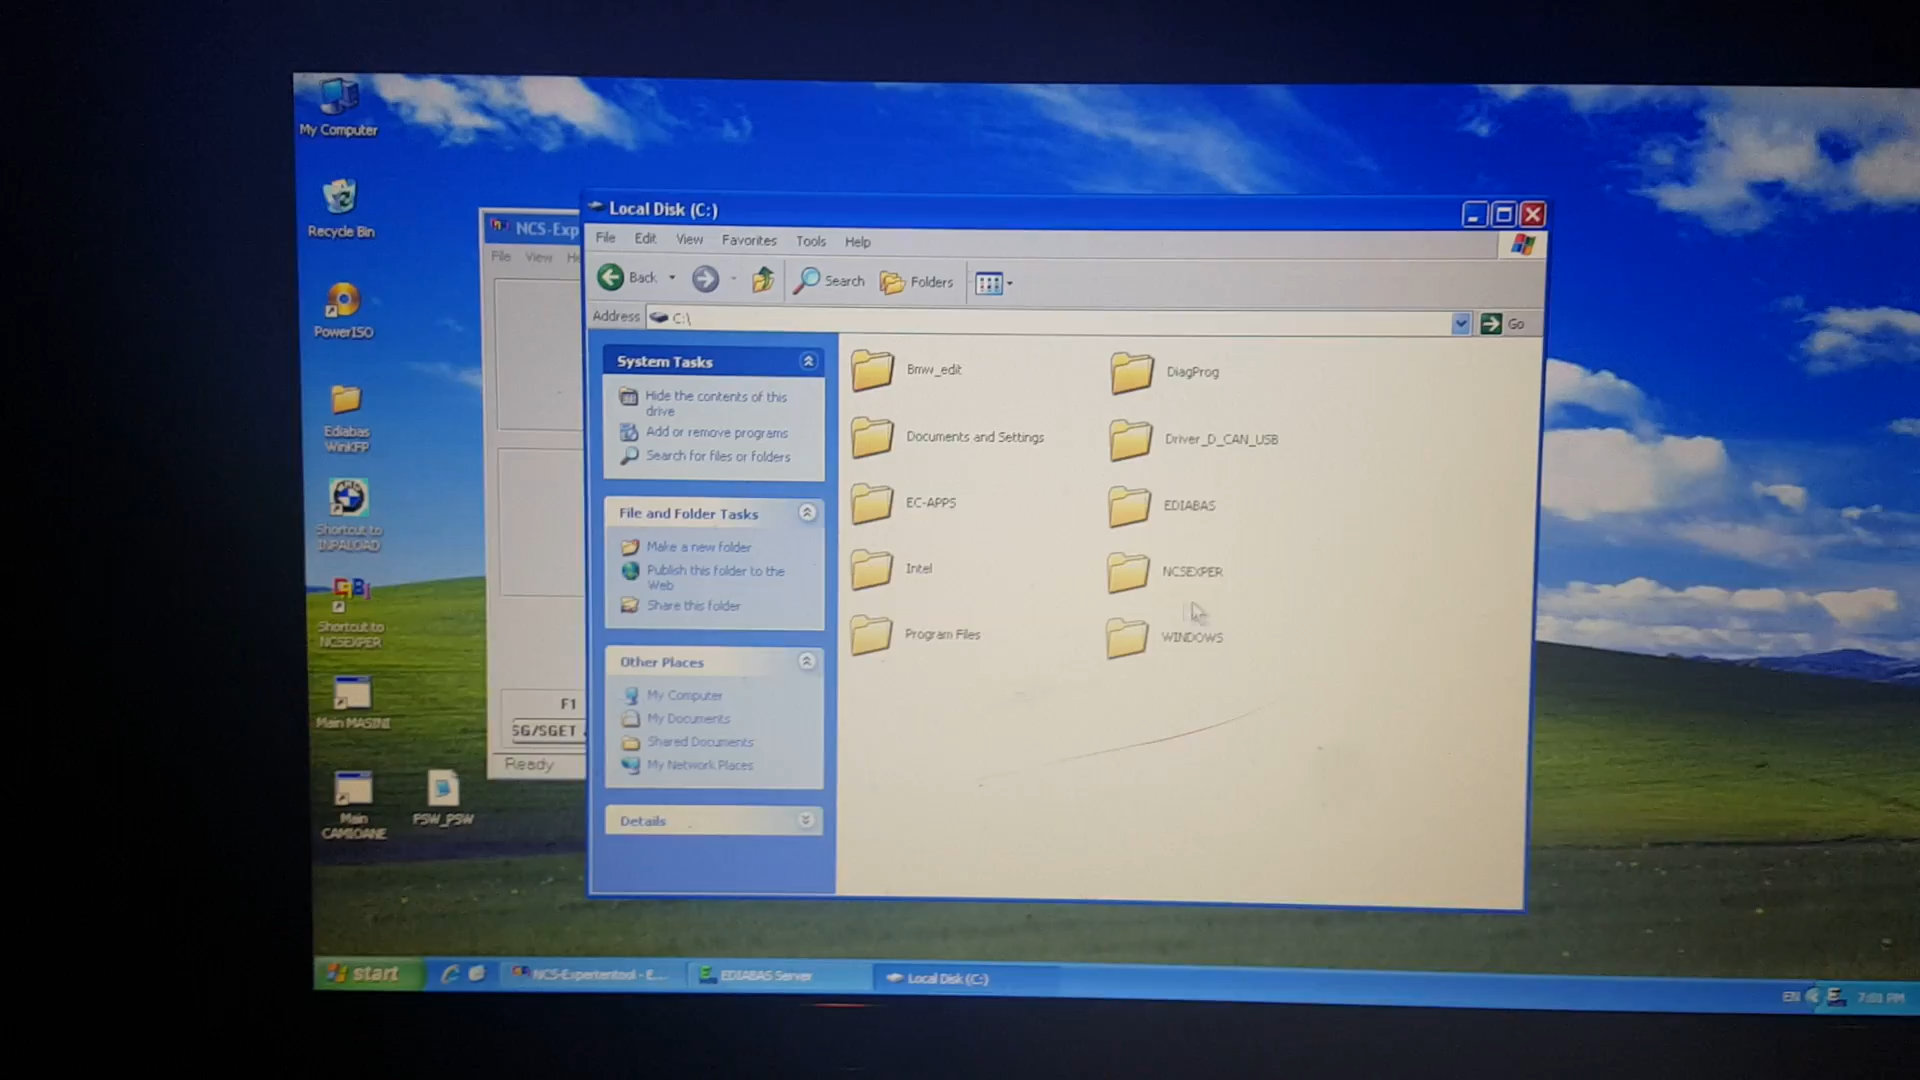 My Computer
Recycle Bin
PowerISO
Ediabas
WinKFP
Shortcut to
INPALOAD
Shortcut to
NCSEXPER
Main MASINI
Main
CAMIOANE
PSW_PSW
NCS-Exp
File View He
F1
SG/SGET
Ready
Local Disk (C:)
File Edit View Favorites Tools Help
Back Search Folders
Address C:\ Go
System Tasks
Hide the contents of this
drive
Add or remove programs
Search for files or folders
File and Folder Tasks
Make a new folder
Publish this folder to the
Web
Share this folder
Other Places
My Computer
My Documents
Shared Documents
My Network Places
Details
Bmw_edit
DiagProg
Documents and Settings
Driver_D_CAN_USB
EC-APPS
EDIABAS
Intel
NCSEXPER
Program Files
WINDOWS
start
NCS-Expertentool - E...
EDIABAS Server
Local Disk (C:)
EN
7:01 PM